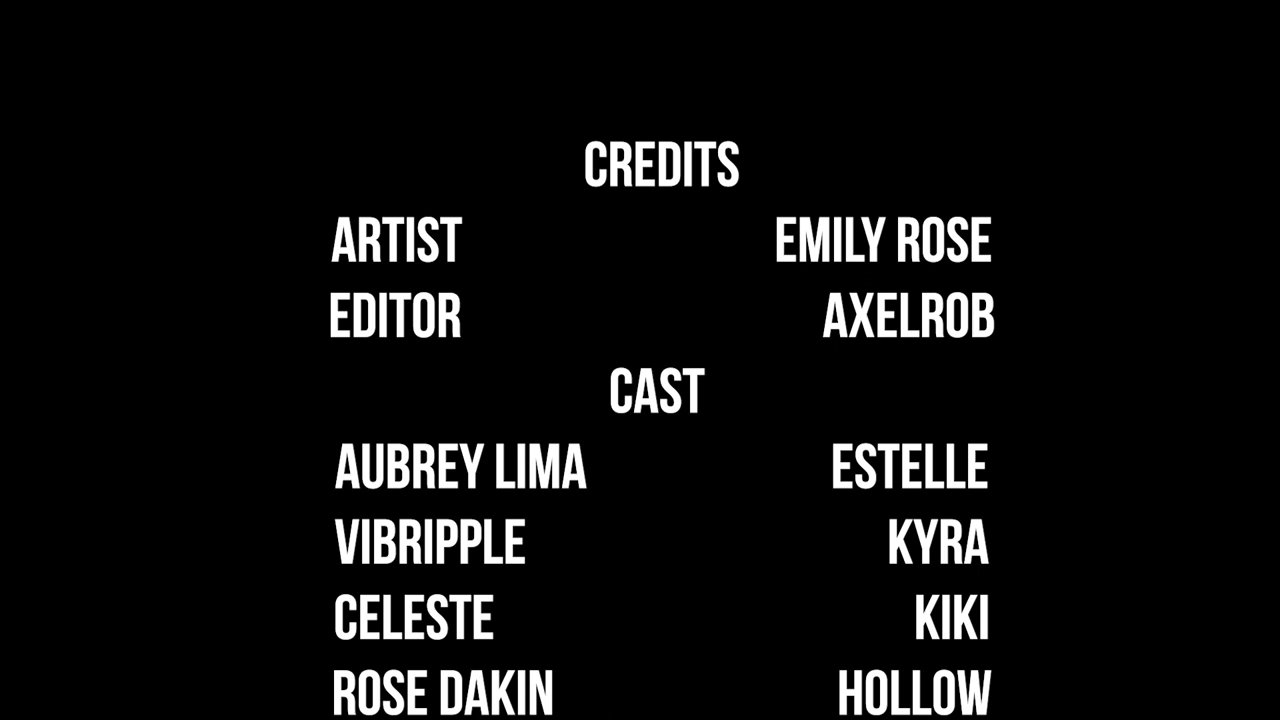 CREDITS
ARTIST EMILY ROSE
EDITOR AXELROB
CAST
AUBREY LIMA ESTELLE
VIBRIPPLE KYRA
CELESTE KIKI
ROSE DAKIN HOLLOW